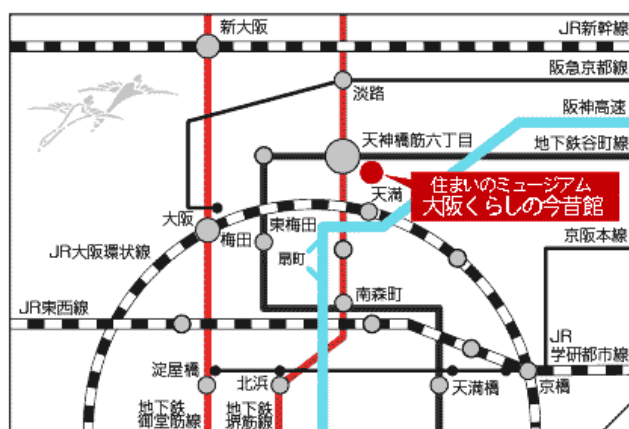 新大阪
JR新幹線
阪急京都線
淡路
阪神高速
天神橋筋六丁目
地下鉄谷町線
住まいのミュージアム
大阪くらしの今昔館
天満
大阪
梅田
東梅田
扇町
京阪本線
JR大阪環状線
南森町
JR東西線
JR
学研都市線
淀屋橋
北浜
天満橋
京橋
地下鉄
御堂筋線
地下鉄
堺筋線